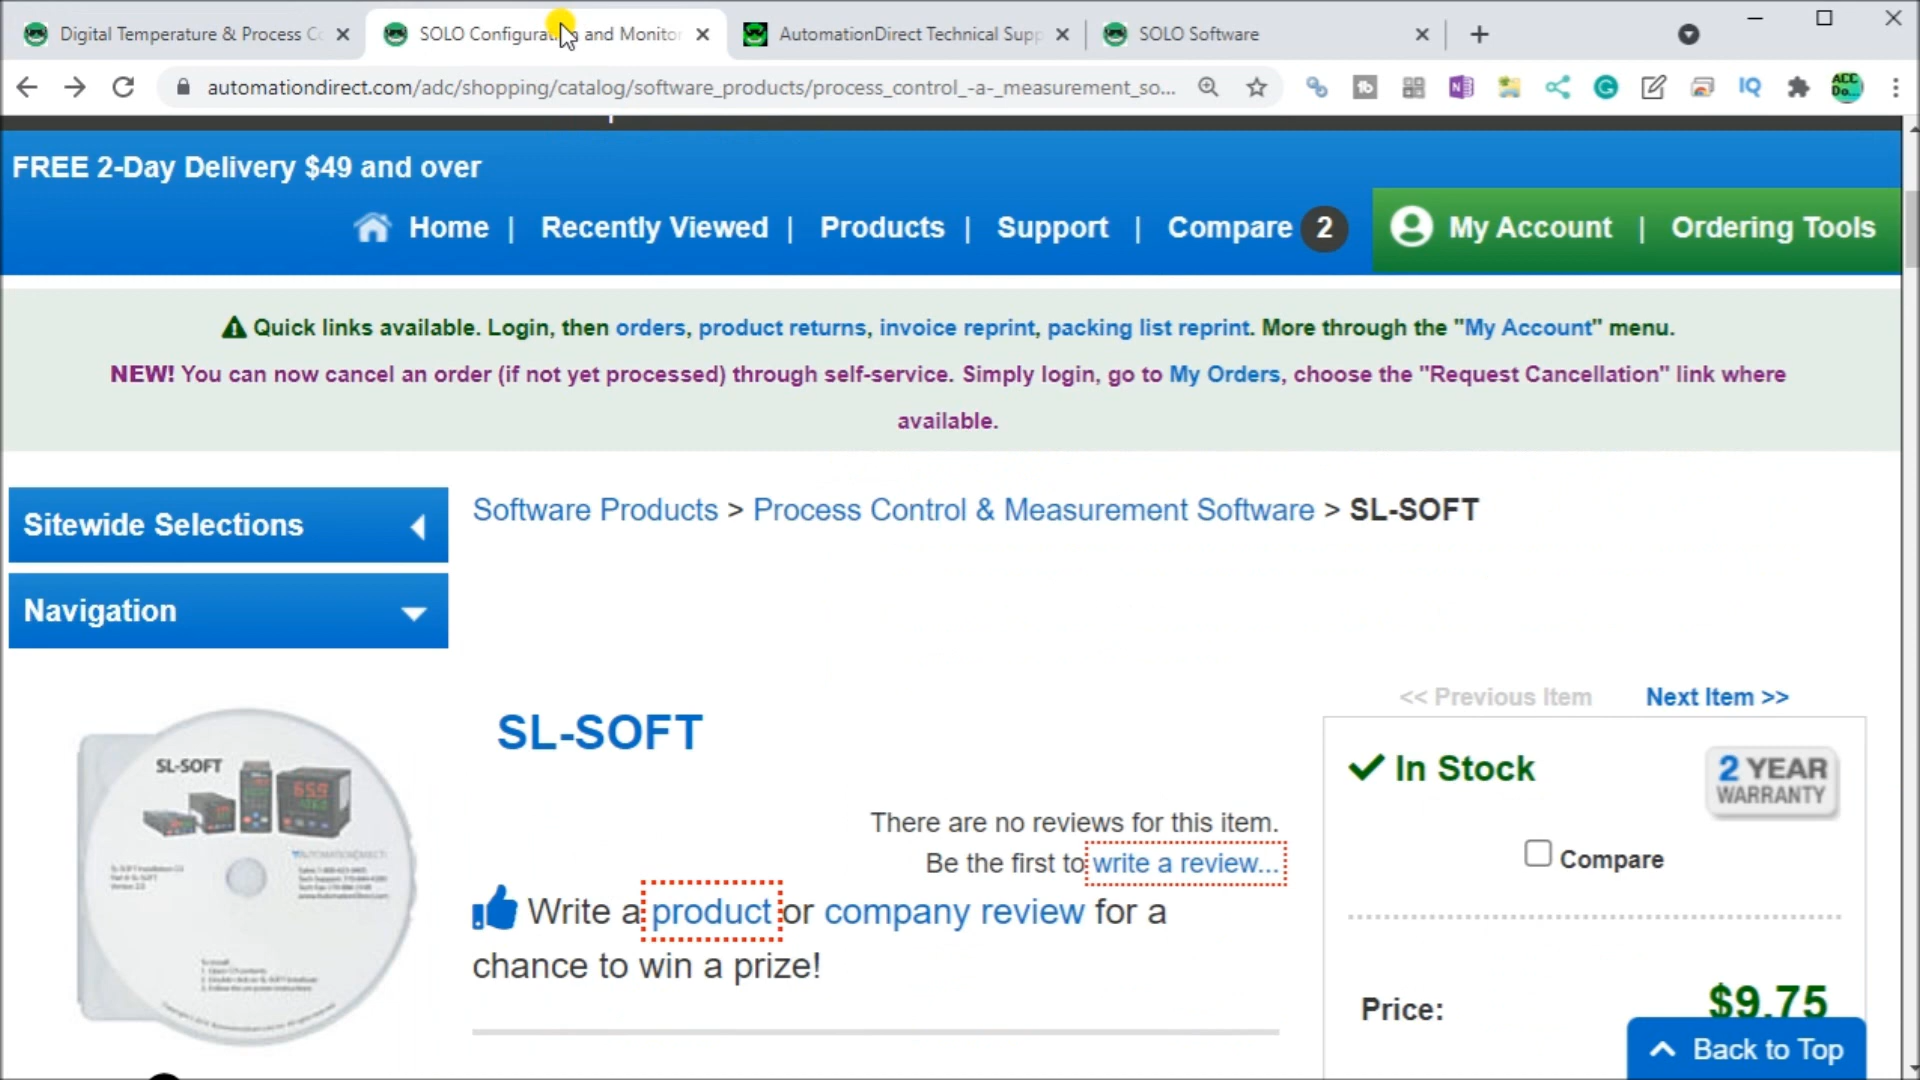 Digital Temperature & Process Co
SOLO Configuration and Monitor
AutomationDirect Technical Supp
SOLO Software
automationdirect.com/adc/shopping/catalog/software_products/process_control_-a-_measurement_so...
FREE 2-Day Delivery $49 and over
Home | Recently Viewed | Products | Support | Compare 2
My Account | Ordering Tools
Quick links available. Login, then orders, product returns, invoice reprint, packing list reprint. More through the "My Account" menu.
NEW! You can now cancel an order (if not yet processed) through self-service. Simply login, go to My Orders, choose the "Request Cancellation" link where
available.
Sitewide Selections
Navigation
Software Products > Process Control & Measurement Software > SL-SOFT
<< Previous Item Next Item >>
SL-SOFT
SL-SOFT
There are no reviews for this item.
Be the first to write a review...
Write a product or company review for a
chance to win a prize!
In Stock
2 YEAR
WARRANTY
Compare
Price: $9.75
Back to Top